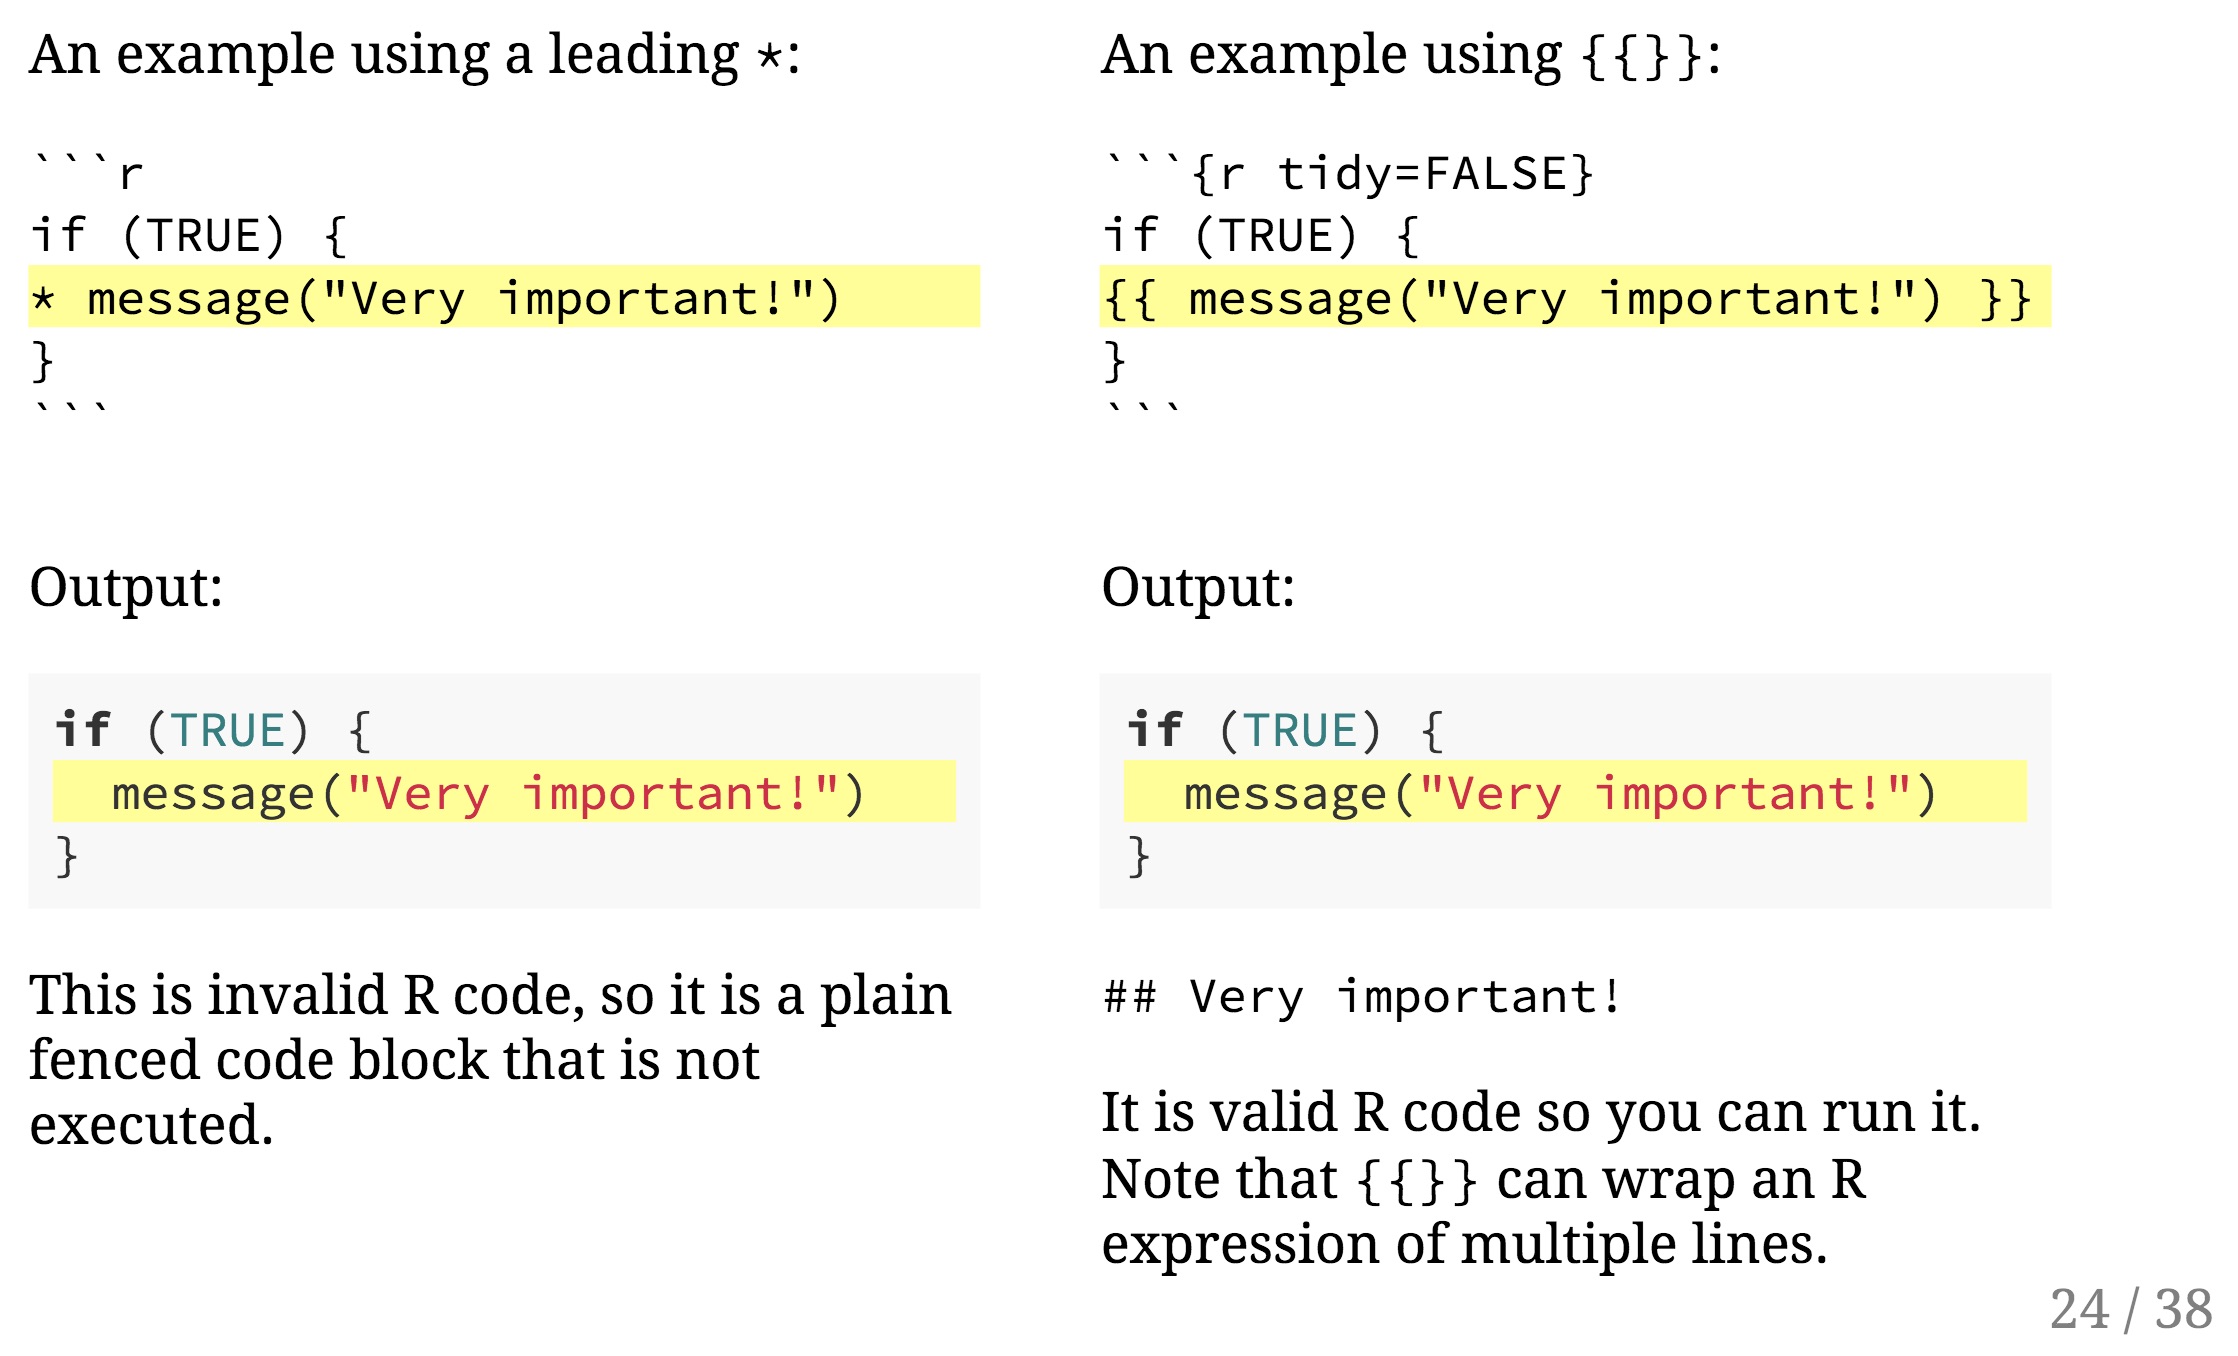 An example using a leading *:
```r
if (TRUE) {
* message("Very important!")
}
```
Output:
if (TRUE) {
  message("Very important!")
}
This is invalid R code, so it is a plain
fenced code block that is not
executed.
An example using {{}}:
```{r tidy=FALSE}
if (TRUE) {
{{ message("Very important!") }}
}
```
Output:
if (TRUE) {
  message("Very important!")
}
## Very important!
It is valid R code so you can run it.
Note that {{}} can wrap an R
expression of multiple lines.
24 / 38